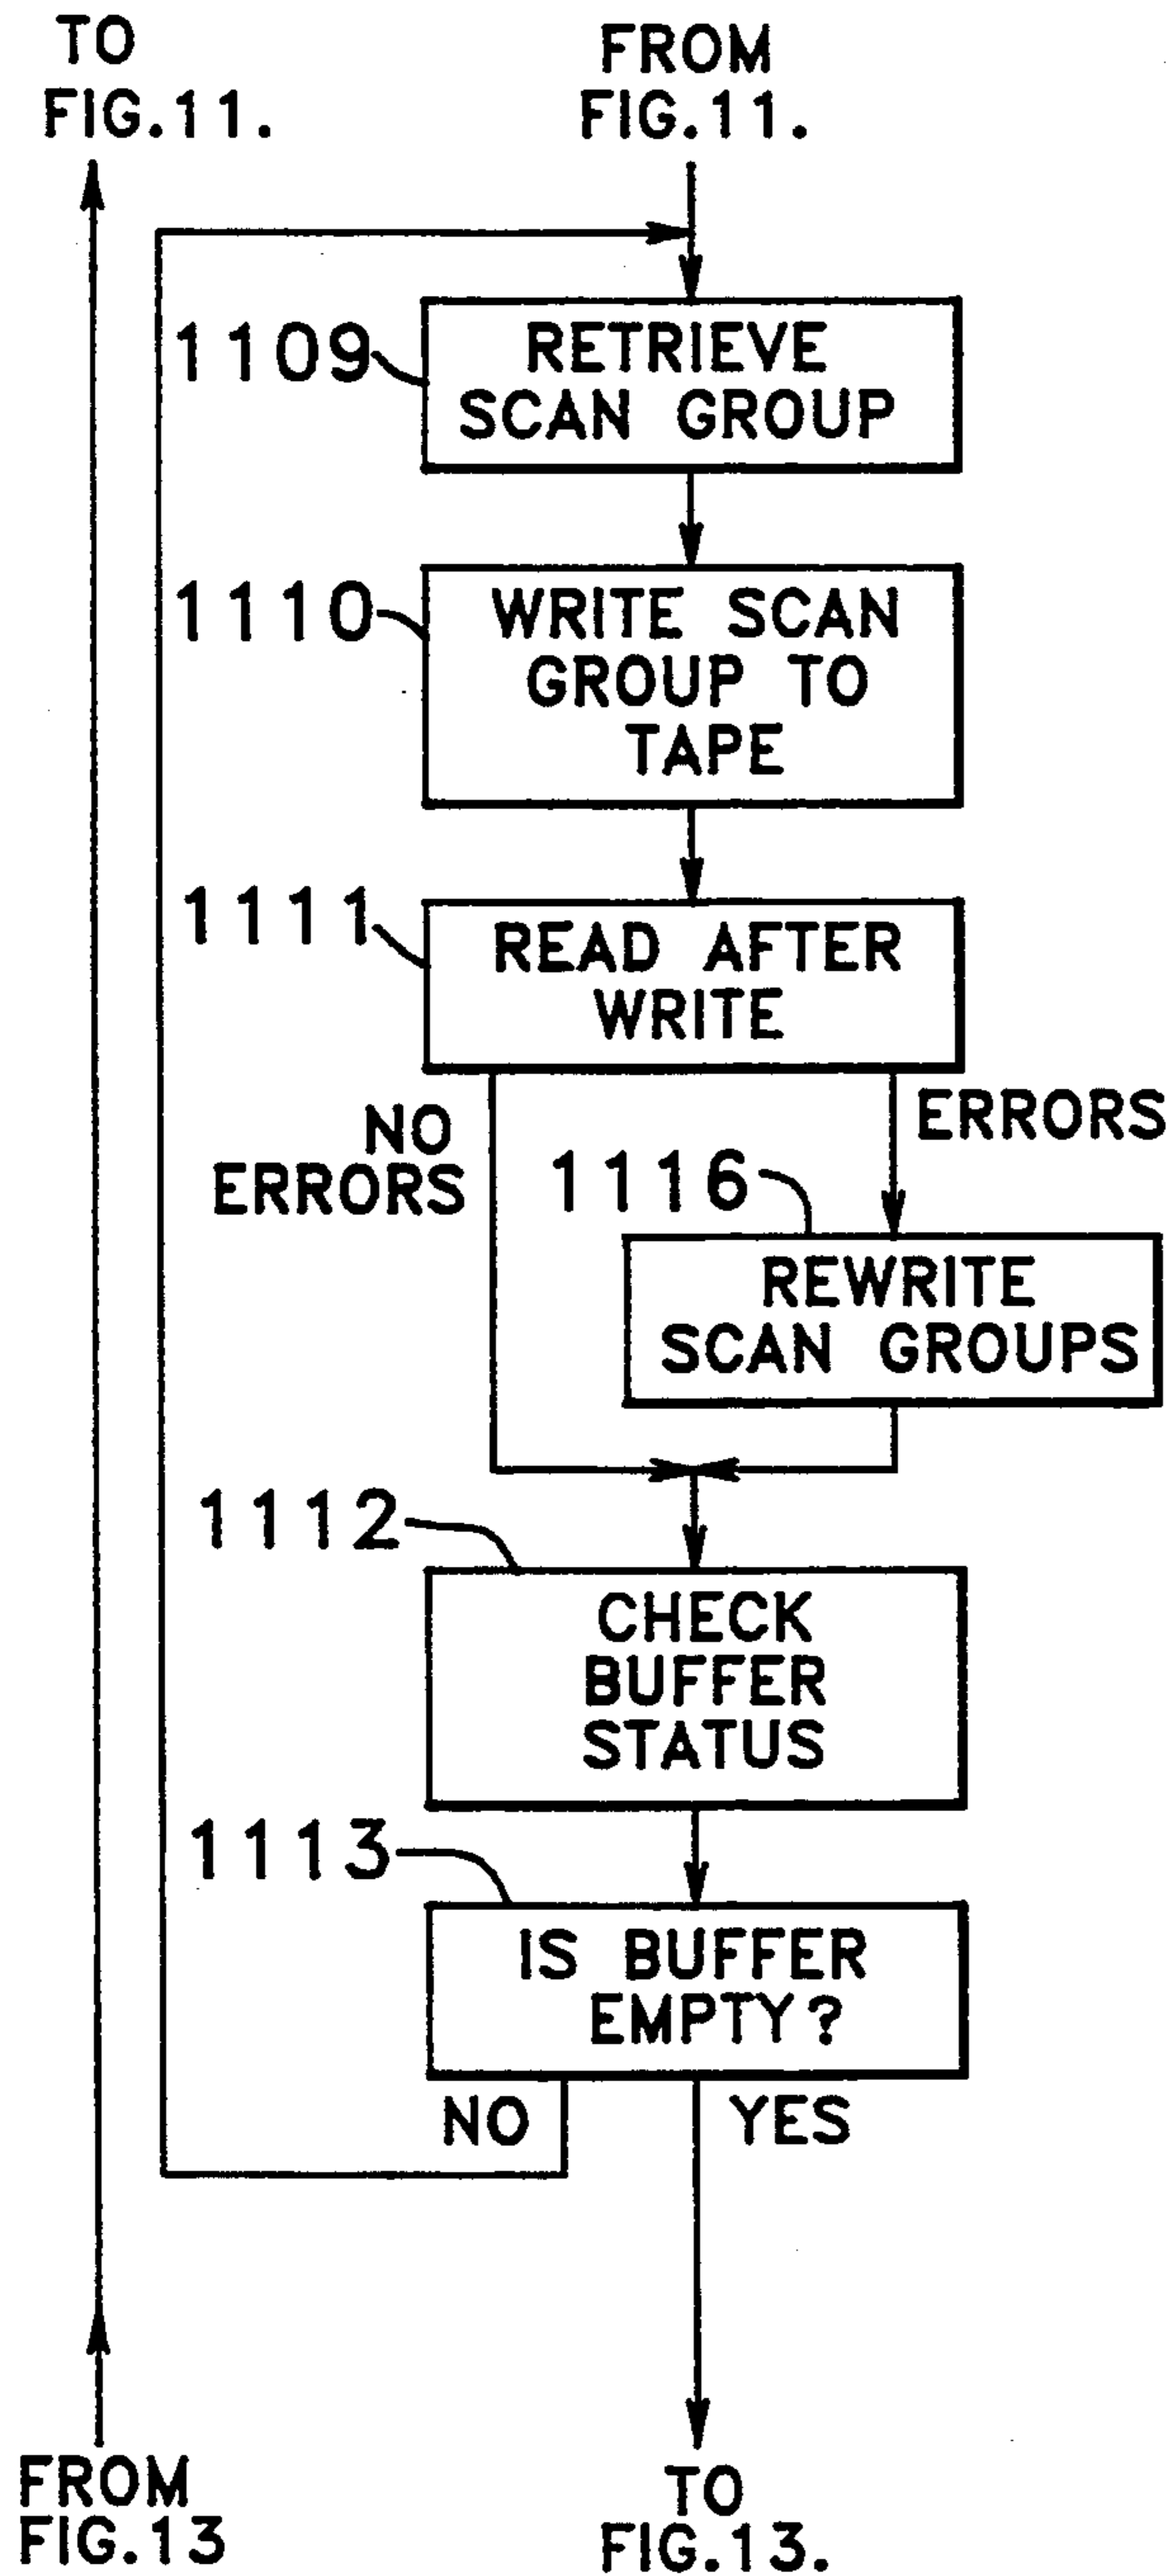 TO
FIG.11.
FROM
FIG.11.
1109
RETRIEVE
SCAN GROUP
1110
WRITE SCAN
GROUP TO
TAPE
1111
READ AFTER
WRITE
NO
ERRORS
ERRORS
1116
REWRITE
SCAN GROUPS
1112
CHECK
BUFFER
STATUS
1113
IS BUFFER
EMPTY?
NO
YES
FROM
FIG.13
TO
FIG.13.